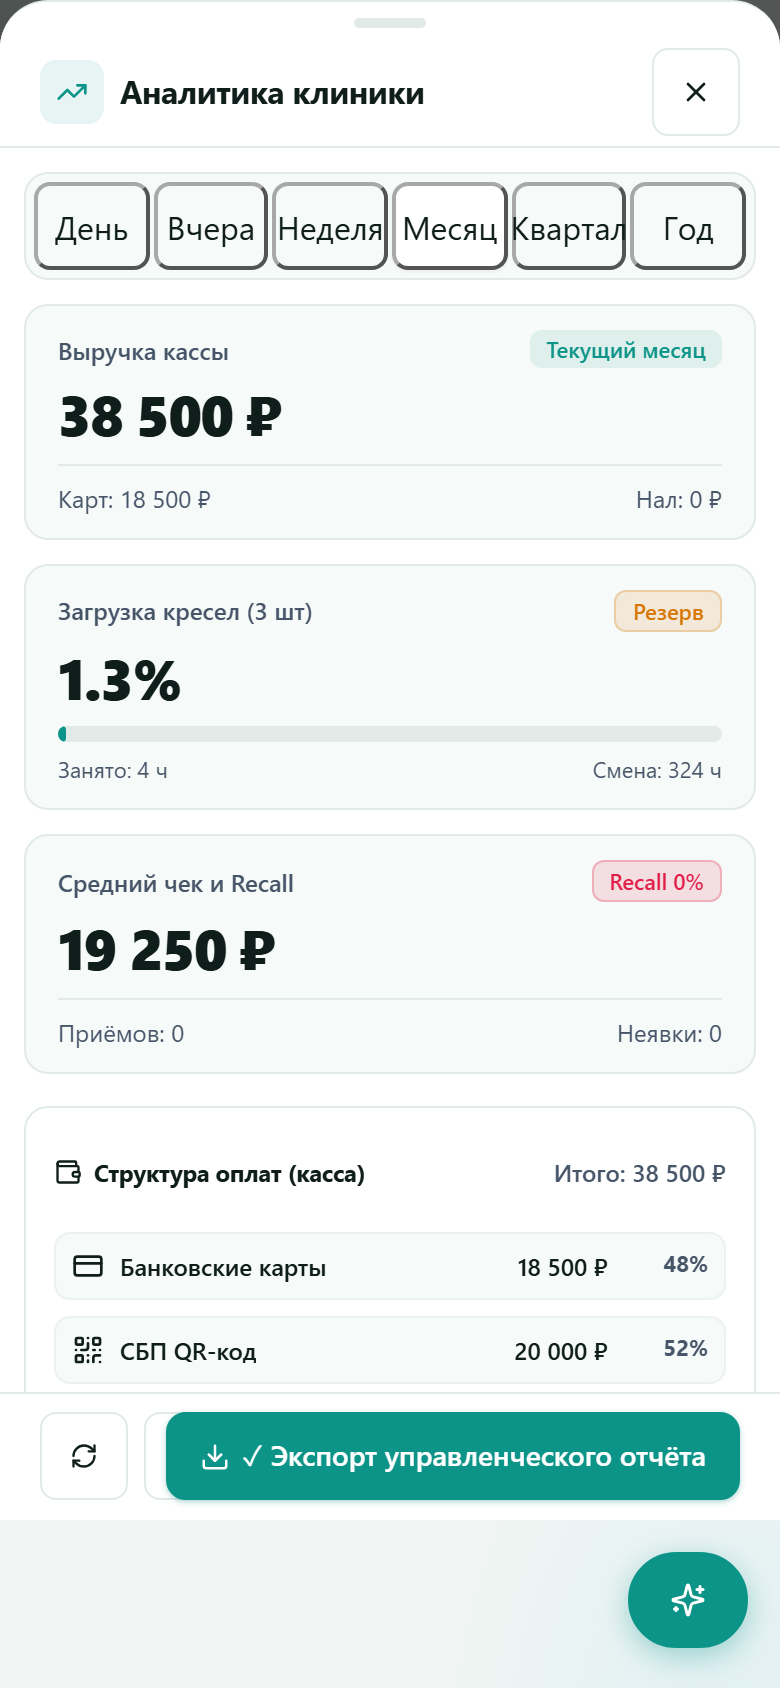 Аналитика клиники
День Вчера Неделя Месяц Квартал Год
Выручка кассы Текущий месяц
38 500 ₽
Карт: 18 500 ₽ Нал: 0 ₽
Загрузка кресел (3 шт) Резерв
1.3%
Занято: 4 ч Смена: 324 ч
Средний чек и Recall Recall 0%
19 250 ₽
Приёмов: 0 Неявки: 0
Структура оплат (касса) Итого: 38 500 ₽
Банковские карты 18 500 ₽ 48%
СБП QR-код 20 000 ₽ 52%
✓ Экспорт управленческого отчёта